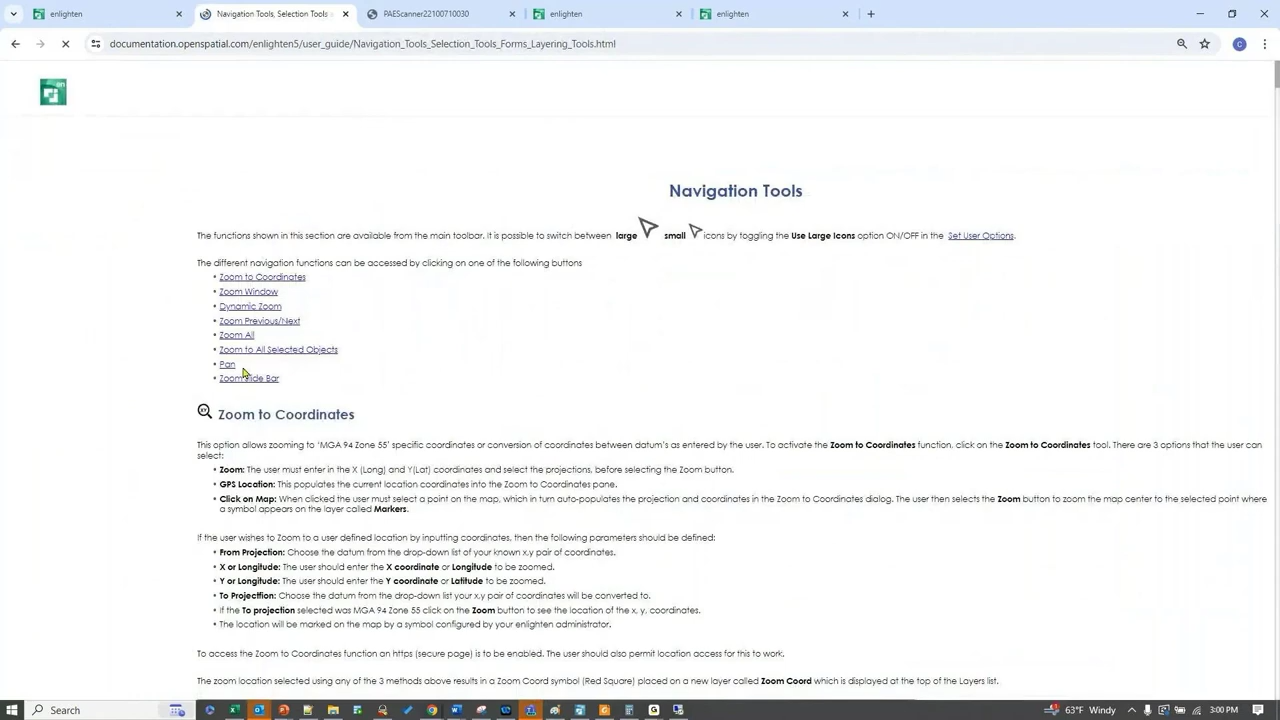 enlighten
Navigation Tools, Selection Tools
PAEScanner22100710030
enlighten
enlighten
documentation.openspatial.com/enlighten5/user_guide/Navigation_Tools_Selection_Tools_Forms_Layering_Tools.html
C
en
Navigation Tools
The functions shown in this section are available from the main toolbar. It is possible to switch between large small icons by toggling the Use Large Icons option ON/OFF in the Set User Options.
The different navigation functions can be accessed by clicking on one of the following buttons
• Zoom to Coordinates
• Zoom Window
• Dynamic Zoom
• Zoom Previous/Next
• Zoom All
• Zoom to All Selected Objects
• Pan
• Zoom Slide Bar
XY
Zoom to Coordinates
This option allows zooming to 'MGA 94 Zone 55' specific coordinates or conversion of coordinates between datum's as entered by the user. To activate the Zoom to Coordinates function, click on the Zoom to Coordinates tool. There are 3 options that the user can
select:
• Zoom: The user must enter in the X (Long) and Y(Lat) coordinates and select the projections, before selecting the Zoom button.
• GPS Location: This populates the current location coordinates into the Zoom to Coordinates pane.
• Click on Map: When clicked the user must select a point on the map, which in turn auto-populates the projection and coordinates in the Zoom to Coordinates dialog. The user then selects the Zoom button to zoom the map center to the selected point where
a symbol appears on the layer called Markers.
If the user wishes to Zoom to a user defined location by inputting coordinates, then the following parameters should be defined:
• From Projection: Choose the datum from the drop-down list of your known x,y pair of coordinates.
• X or Longitude: The user should enter the X coordinate or Longitude to be zoomed.
• Y or Longitude: The user should enter the Y coordinate or Latitude to be zoomed.
• To Projection: Choose the datum from the drop-down list your x,y pair of coordinates will be converted to.
• If the To projection selected was MGA 94 Zone 55 click on the Zoom button to see the location of the x, y, coordinates.
• The location will be marked on the map by a symbol configured by your enlighten administrator.
To access the Zoom to Coordinates function an https (secure page) is to be enabled. The user should also permit location access for this to work.
The zoom location selected using any of the 3 methods above results in a Zoom Coord symbol (Red Square) placed on a new layer called Zoom Coord which is displayed at the top of the Layers list.
Search
63°F Windy
3:00 PM